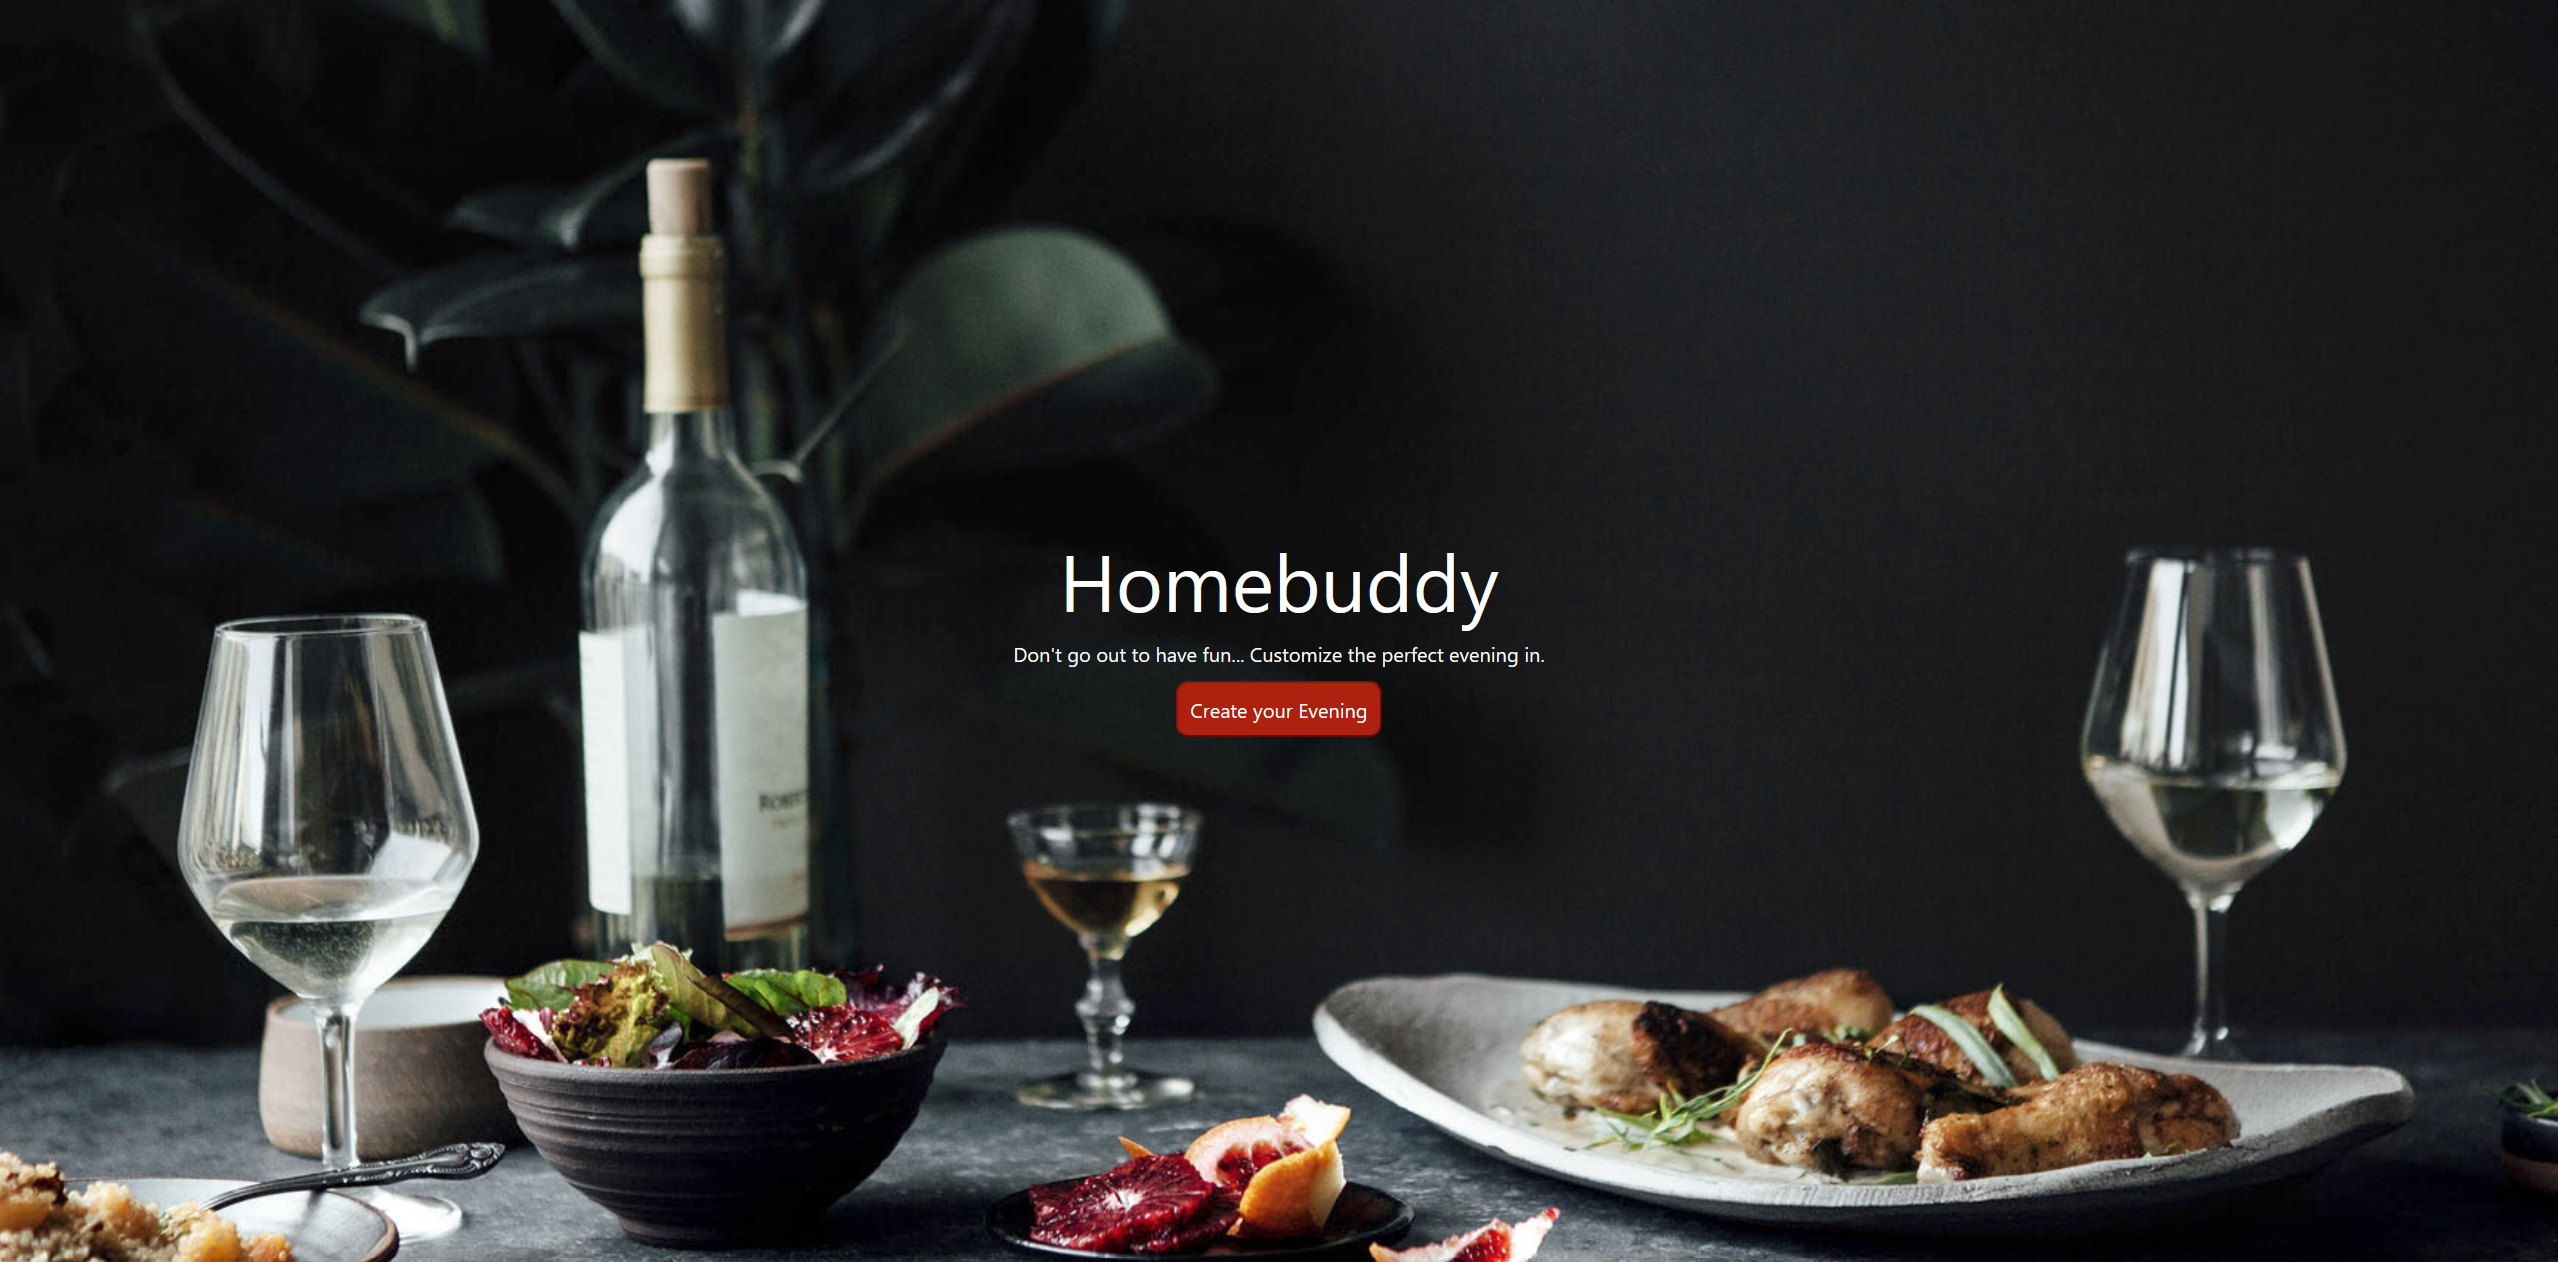 Homebuddy
Don't go out to have fun... Customize the perfect evening in.
Create your Evening